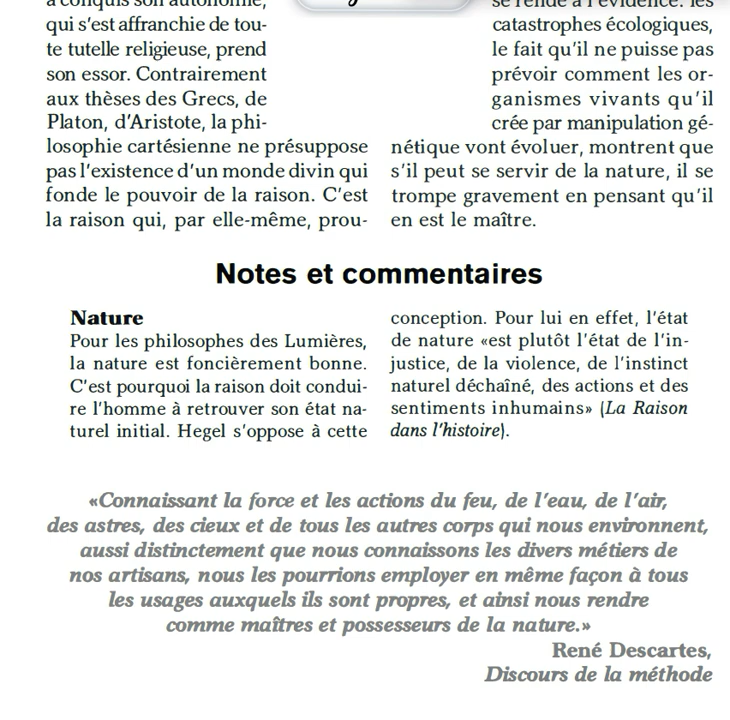 a conquis son autonomie,
qui s'est affranchie de tou-
te tutelle religieuse, prend
son essor. Contrairement
aux thèses des Grecs, de
Platon, d'Aristote, la phi-
losophie cartésienne ne présuppose
pas l'existence d'un monde divin qui
fonde le pouvoir de la raison. C'est
la raison qui, par elle-même, prou-
se rende à l'évidence: les
catastrophes écologiques,
le fait qu'il ne puisse pas
prévoir comment les or-
ganismes vivants qu'il
crée par manipulation gé-
nétique vont évoluer, montrent que
s'il peut se servir de la nature, il se
trompe gravement en pensant qu'il
en est le maître.
Notes et commentaires
Nature
Pour les philosophes des Lumières,
la nature est foncièrement bonne.
C'est pourquoi la raison doit condui-
re l'homme à retrouver son état na-
turel initial. Hegel s'oppose à cette
conception. Pour lui en effet, l'état
de nature «est plutôt l'état de l'in-
justice, de la violence, de l'instinct
naturel déchaîné, des actions et des
sentiments inhumains» (La Raison
dans l'histoire).
«Connaissant la force et les actions du feu, de l'eau, de l'air,
des astres, des cieux et de tous les autres corps qui nous environnent,
aussi distinctement que nous connaissons les divers métiers de
nos artisans, nous les pourrions employer en même façon à tous
les usages auxquels ils sont propres, et ainsi nous rendre
comme maîtres et possesseurs de la nature.»
René Descartes,
Discours de la méthode